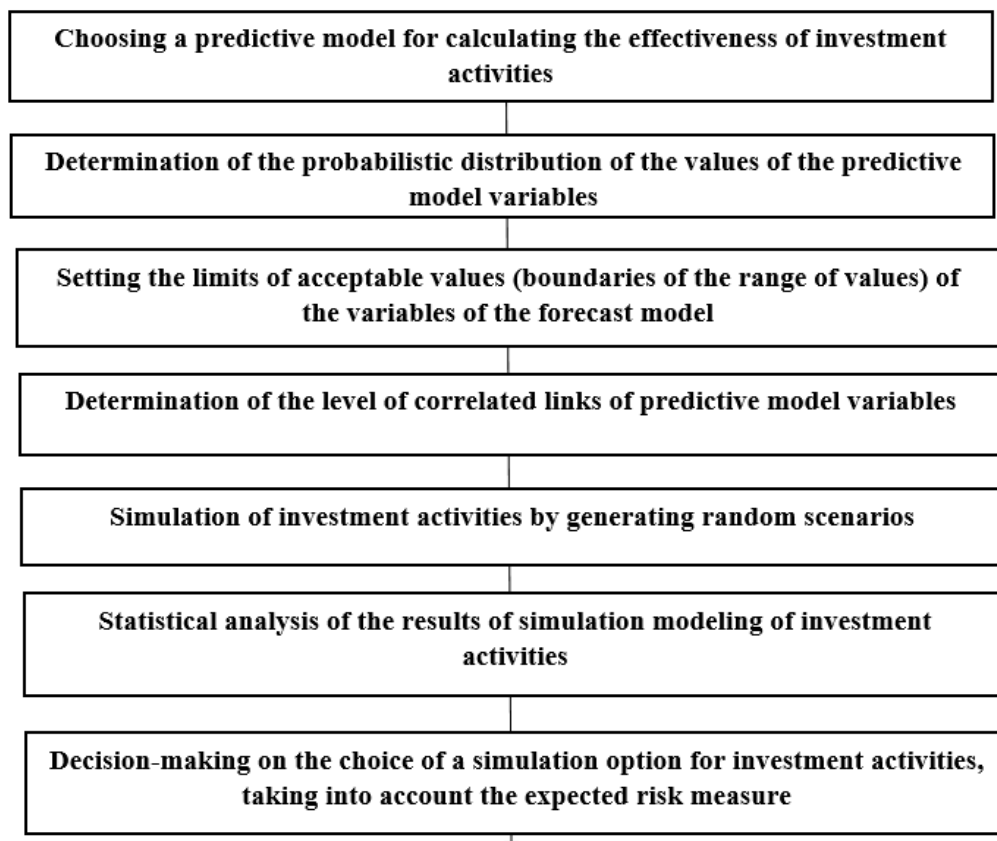 Choosing a predictive model for calculating the effectiveness of investment
activities
Determination of the probabilistic distribution of the values of the predictive
model variables
Setting the limits of acceptable values (boundaries of the range of values) of
the variables of the forecast model
Determination of the level of correlated links of predictive model variables
Simulation of investment activities by generating random scenarios
Statistical analysis of the results of simulation modeling of investment
activities
Decision-making on the choice of a simulation option for investment activities,
taking into account the expected risk measure